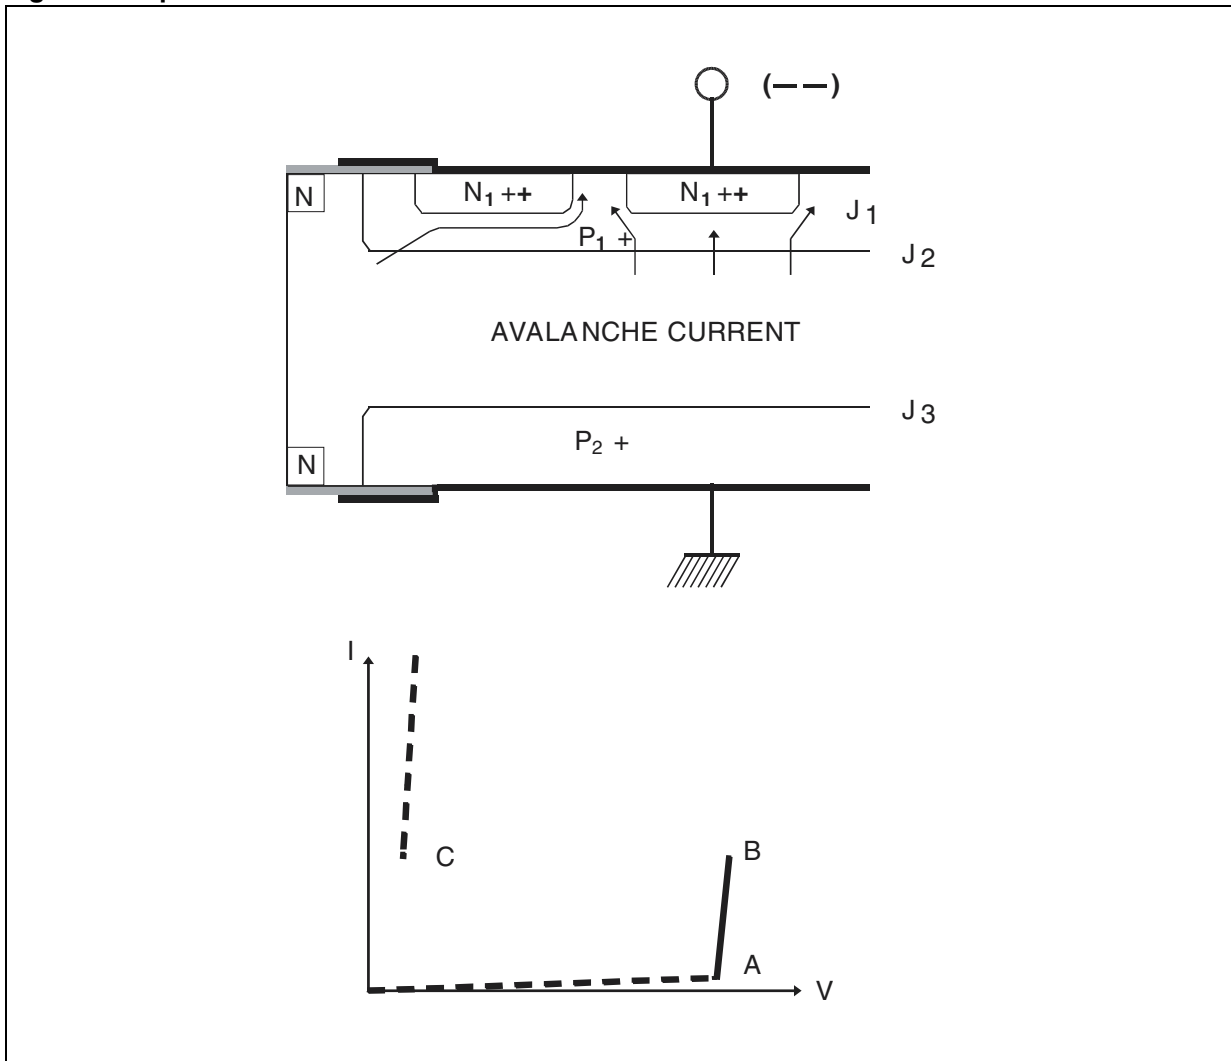 (— —)
N
N₁ ++
N₁ ++
J 1
P₁ +
J 2
AVALANCHE CURRENT
J 3
P₂ +
N
I
C
B
A
V